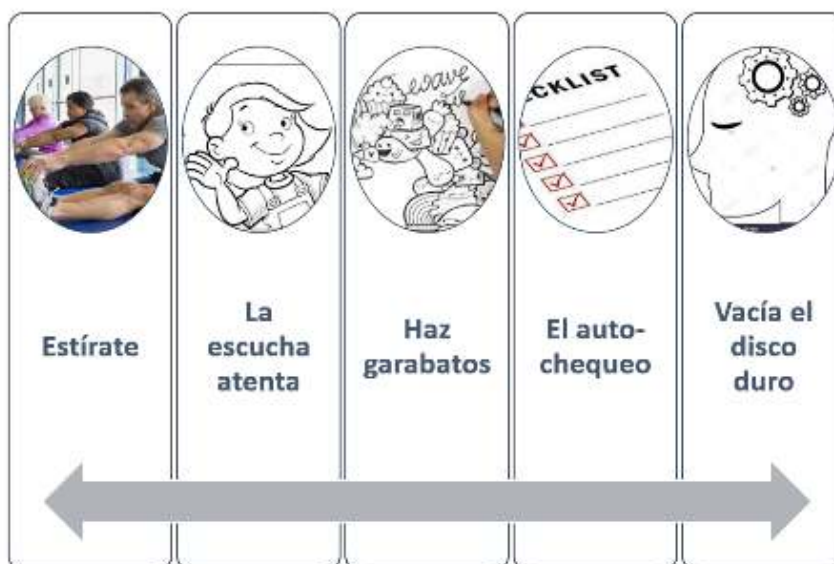 CKLIST
Estírate
La
escucha
atenta
Haz
garabatos
El auto-
chequeo
Vacía el
disco
duro